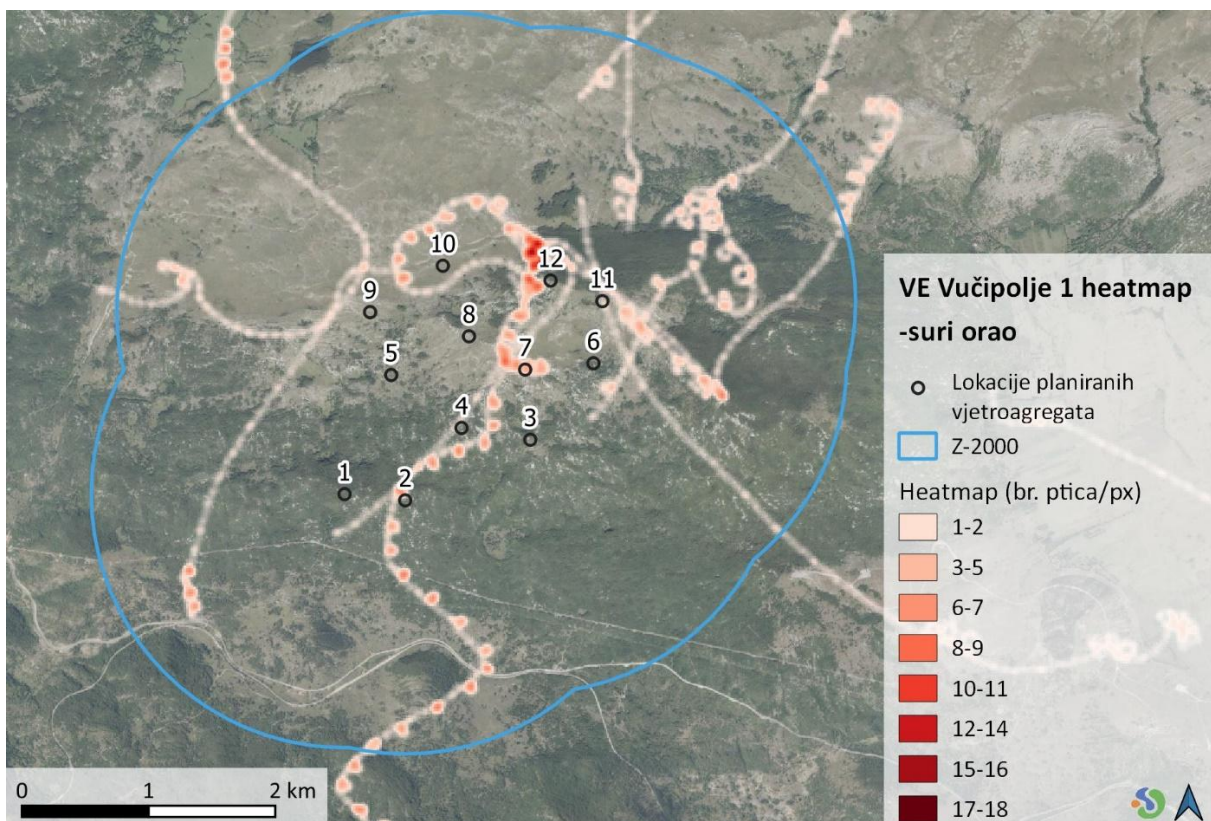 10
12
11
9
8
7
6
5
4
3
1
2
VE Vučipolje 1 heatmap
-suri orao
Lokacije planiranih
vjetroagregata
Z-2000
Heatmap (br. ptica/px)
1-2
3-5
6-7
8-9
10-11
12-14
15-16
17-18
0 1 2 km